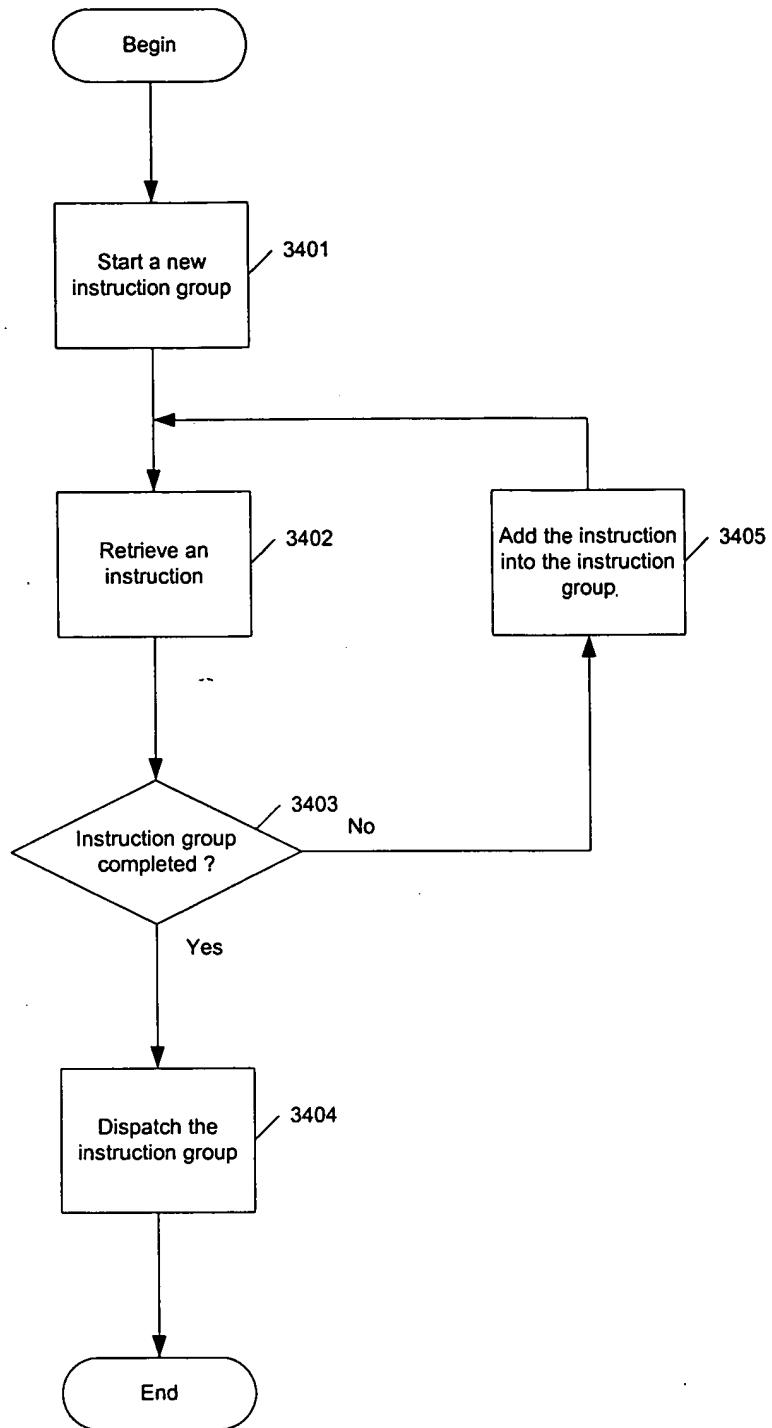 Begin
Start a new
instruction group
3401
Retrieve an
instruction
3402
Add the instruction
into the instruction
group.
3405
Instruction group
completed ?
3403
No
Yes
Dispatch the
instruction group
3404
End